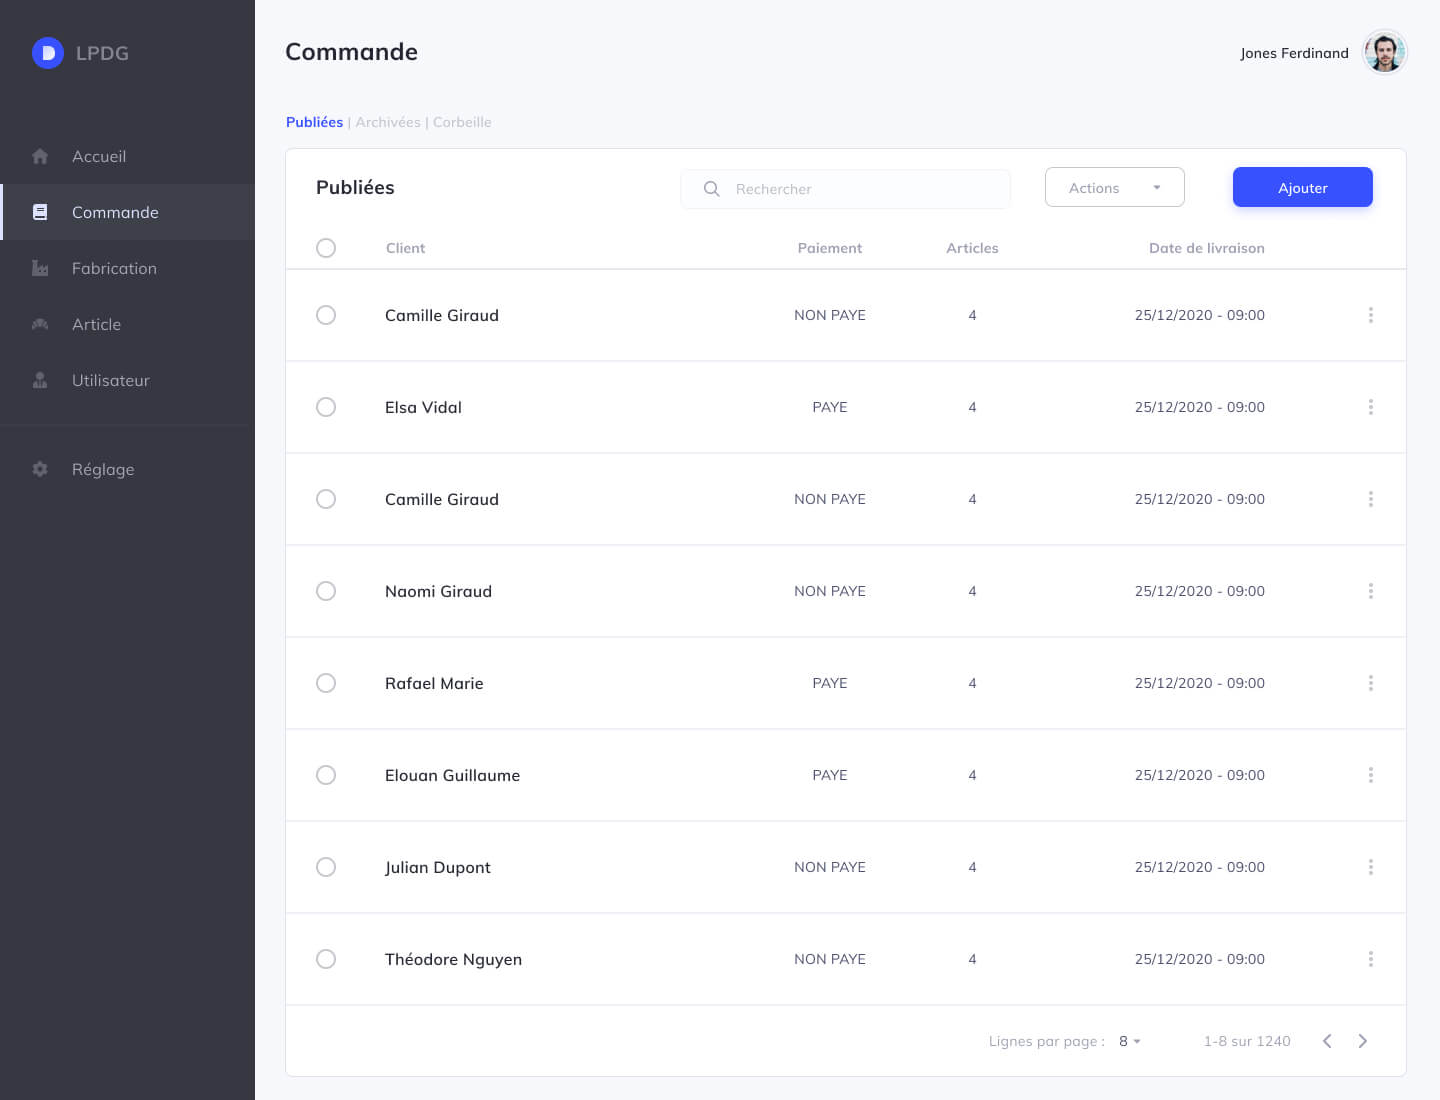 LPDG
Accueil
Commande
Fabrication
Article
Utilisateur
Réglage
Commande
Jones Ferdinand
Publiées | Archivées | Corbeille
Publiées
Rechercher
Actions
Ajouter
Client Paiement Articles Date de livraison
Camille Giraud NON PAYE 4 25/12/2020 - 09:00
Elsa Vidal PAYE 4 25/12/2020 - 09:00
Camille Giraud NON PAYE 4 25/12/2020 - 09:00
Naomi Giraud NON PAYE 4 25/12/2020 - 09:00
Rafael Marie PAYE 4 25/12/2020 - 09:00
Elouan Guillaume PAYE 4 25/12/2020 - 09:00
Julian Dupont NON PAYE 4 25/12/2020 - 09:00
Théodore Nguyen NON PAYE 4 25/12/2020 - 09:00
Lignes par page : 8 1-8 sur 1240